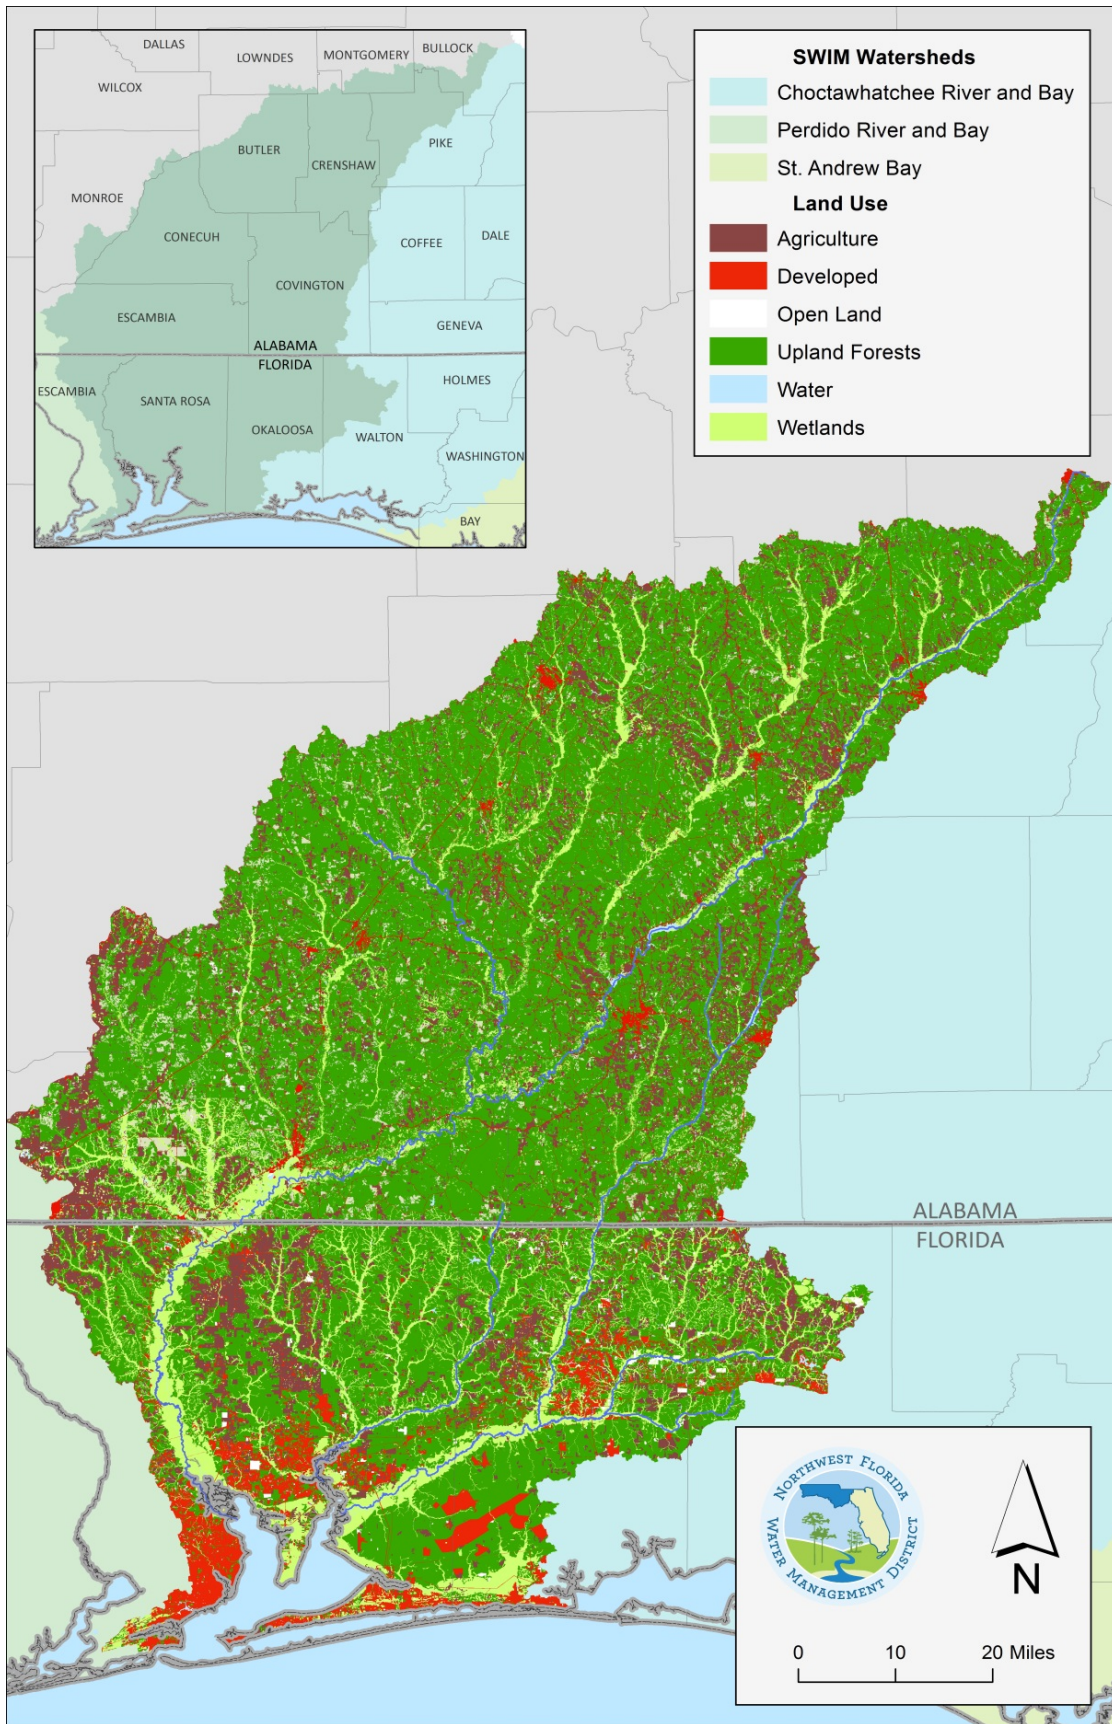 DALLAS
LOWNDES
MONTGOMERY
BULLOCK
WILCOX
BUTLER
CRENSHAW
PIKE
MONROE
CONECUH
COFFEE
DALE
COVINGTON
ESCAMBIA
GENEVA
ALABAMA
FLORIDA
ESCAMBIA
SANTA ROSA
HOLMES
OKALOOSA
WALTON
WASHINGTON
BAY
SWIM Watersheds
Choctawhatchee River and Bay
Perdido River and Bay
St. Andrew Bay
Land Use
Agriculture
Developed
Open Land
Upland Forests
Water
Wetlands
ALABAMA
FLORIDA
NORTHWEST FLORIDA
WATER MANAGEMENT DISTRICT
N
0 10 20 Miles